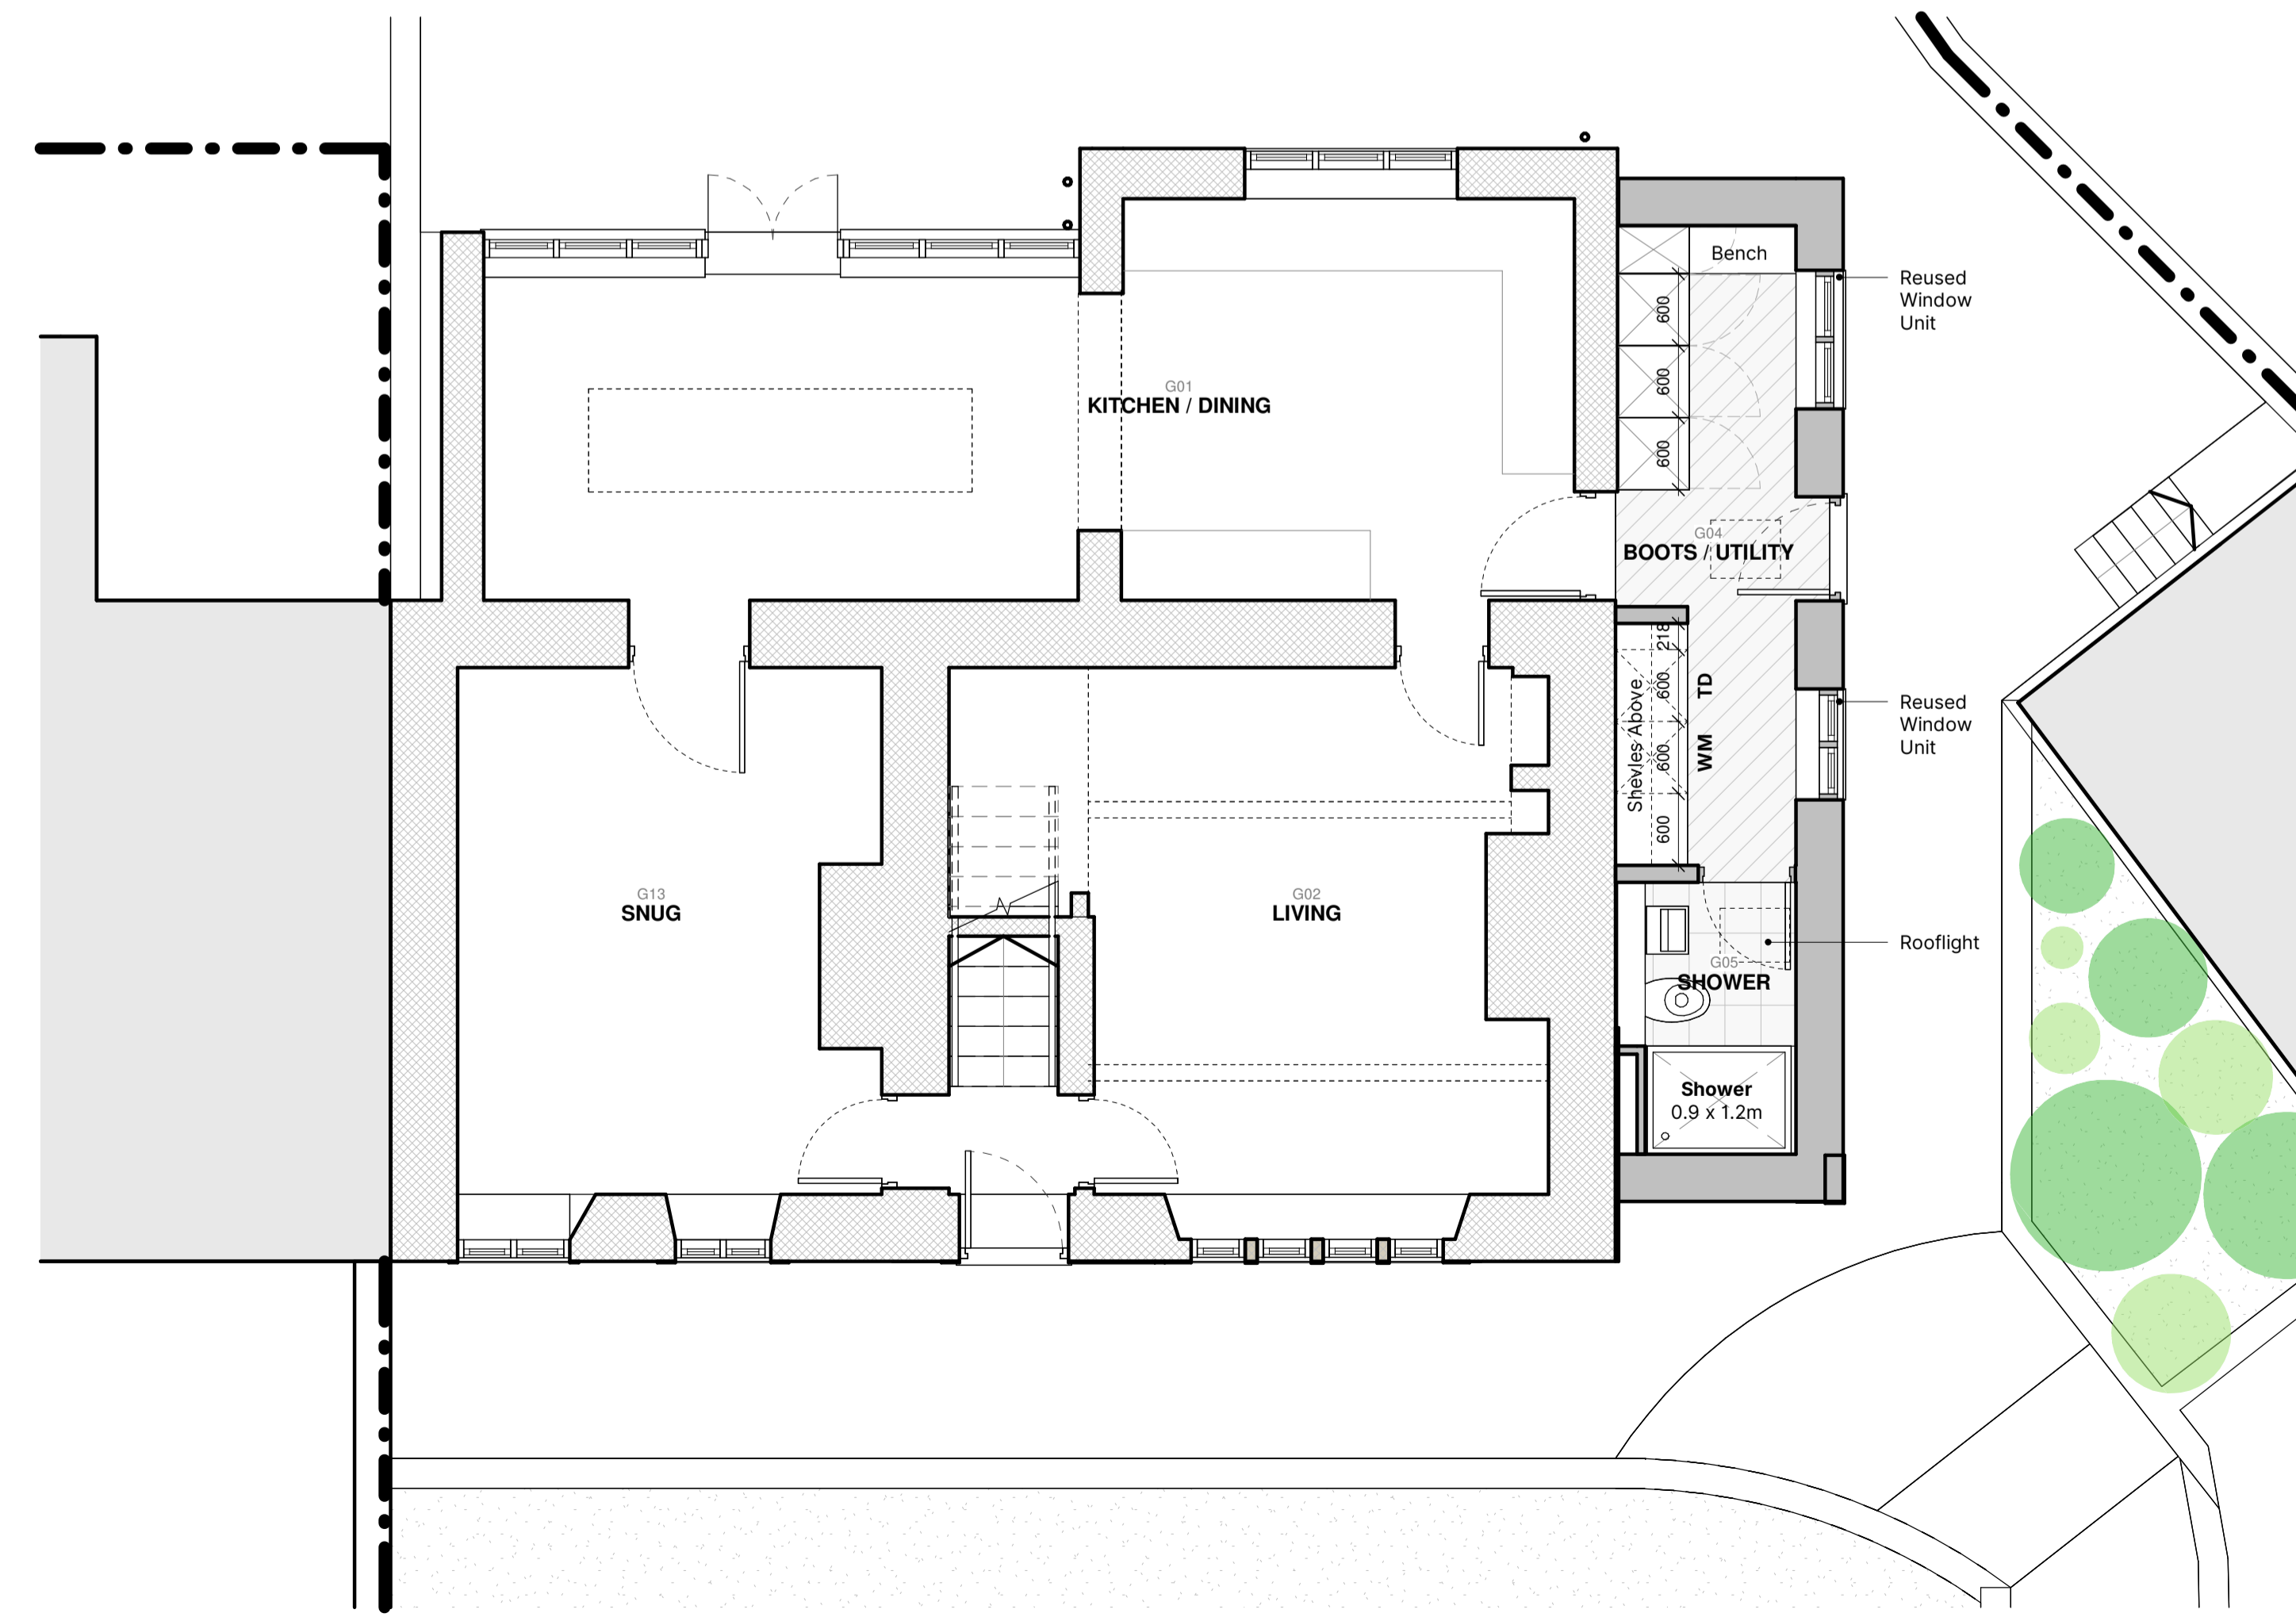 Bench
Reused
Window
Unit
600
600
600
G01
KITCHEN / DINING
G04
BOOTS / UTILITY
218
600
600
600
Shevles Above
TD
WM
Reused
Window
Unit
G13
SNUG
G02
LIVING
Rooflight
G05
SHOWER
Shower
0.9 x 1.2m